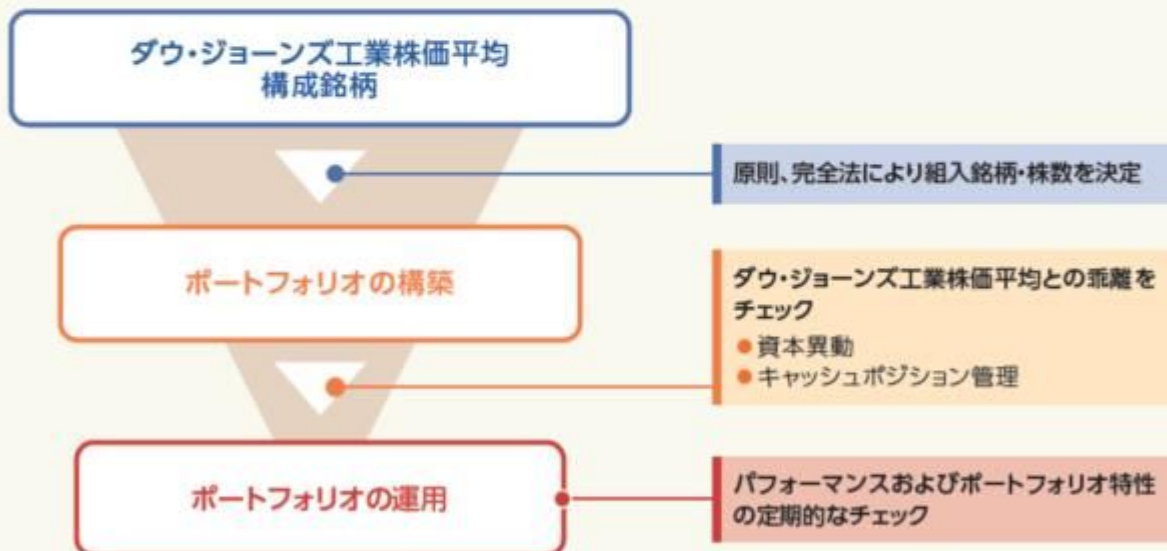 ダウ・ジョーンズ工業株価平均
構成銘柄
原則、完全法により組入銘柄・株数を決定
ポートフォリオの構築
ダウ・ジョーンズ工業株価平均との乖離を
チェック
●資本異動
●キャッシュポジション管理
ポートフォリオの運用
パフォーマンスおよびポートフォリオ特性
の定期的なチェック